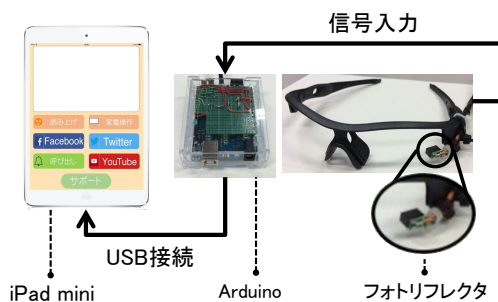 信号入力
読み上げ
家電操作
Facebook
Twitter
呼び出し
YouTube
サポート
USB接続
iPad mini
Arduino
フォトリフレクタ